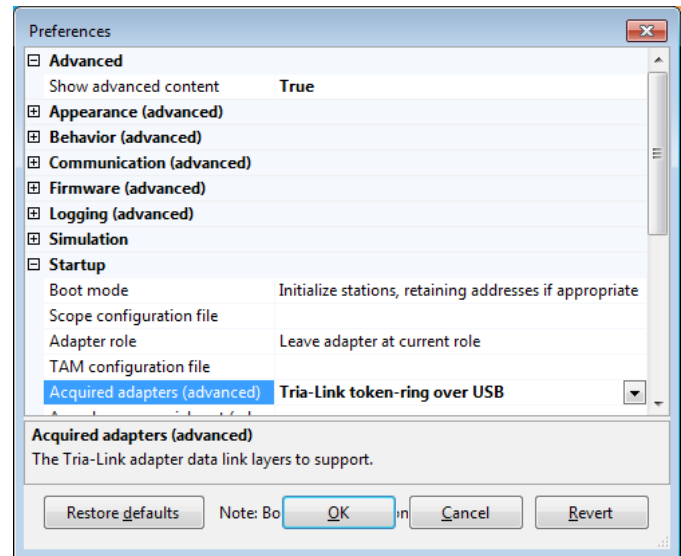 Preferences
Advanced
Show advanced content True
Appearance (advanced)
Behavior (advanced)
Communication (advanced)
Firmware (advanced)
Logging (advanced)
Simulation
Startup
Boot mode Initialize stations, retaining addresses if appropriate
Scope configuration file
Adapter role Leave adapter at current role
TAM configuration file
Acquired adapters (advanced) Tria-Link token-ring over USB
Acquired adapters (advanced)
The Tria-Link adapter data link layers to support.
Restore defaults Note: Bo OK Cancel Revert